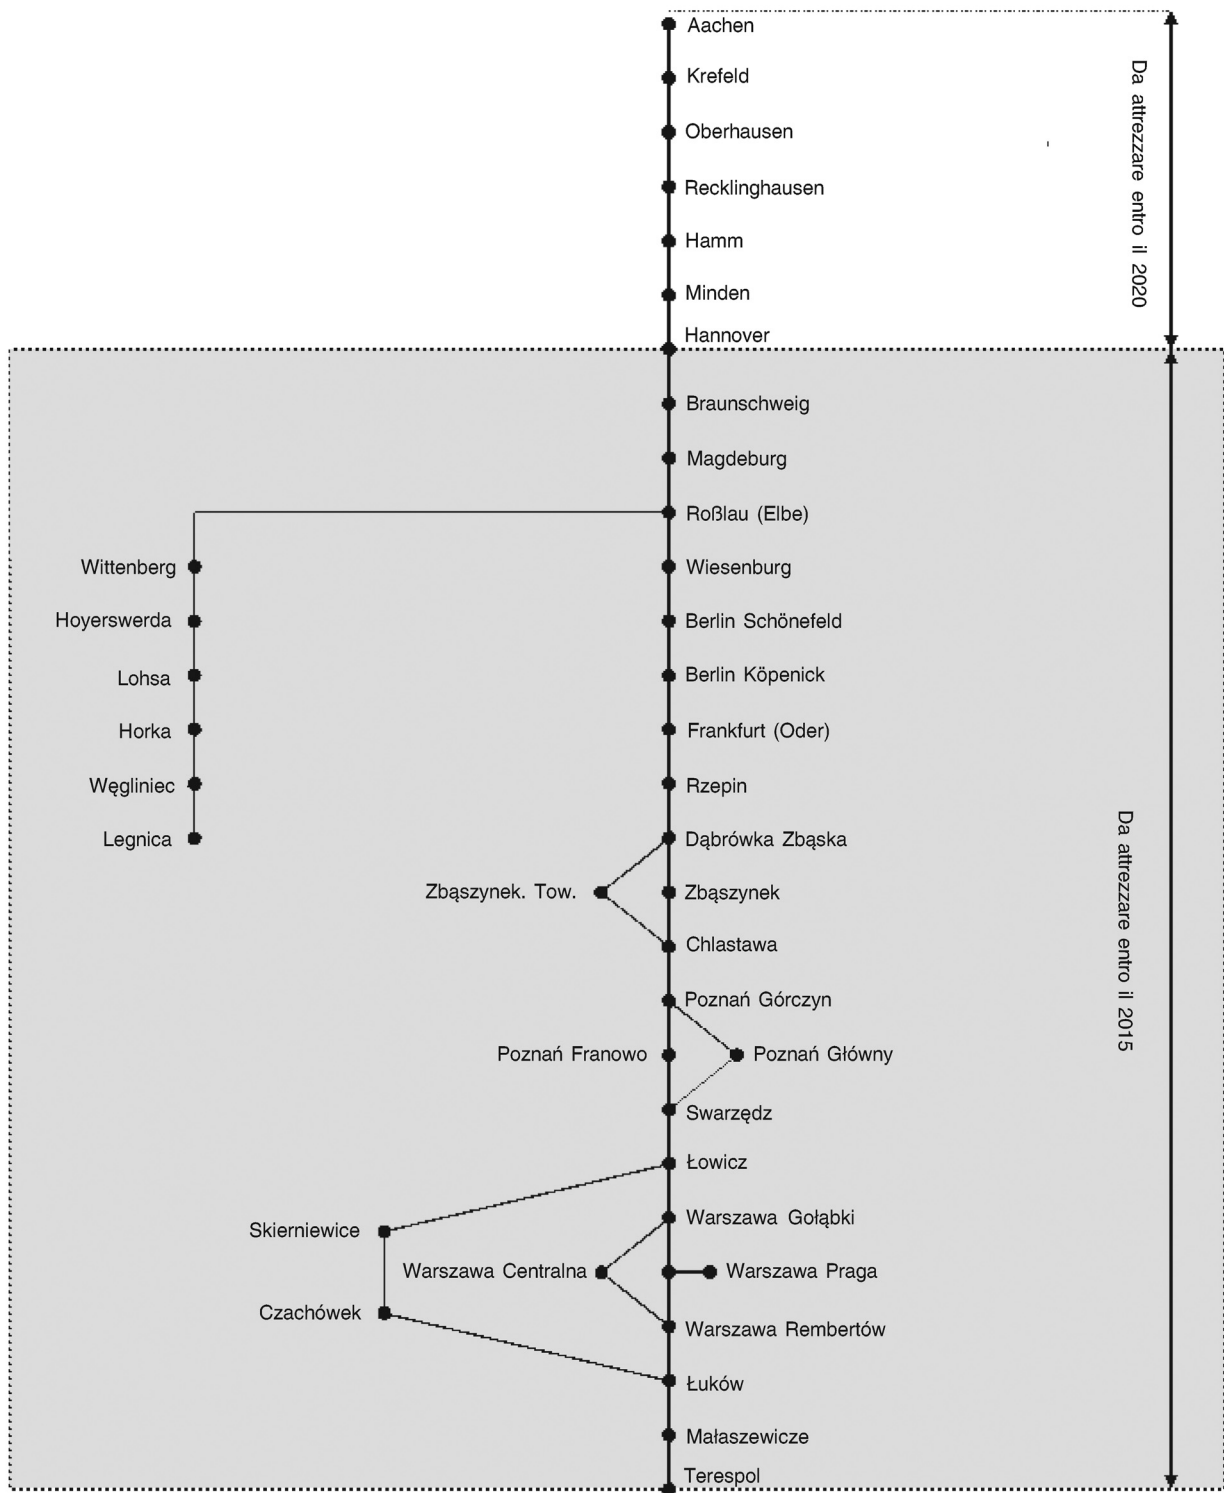 Aachen
Krefeld
Oberhausen
Recklinghausen
Hamm
Minden
Hannover
Da attrezzare entro il 2020
Braunschweig
Magdeburg
Roßlau (Elbe)
Wittenberg
Wiesenburg
Hoyerswerda
Berlin Schönefeld
Lohsa
Berlin Köpenick
Horka
Frankfurt (Oder)
Węgliniec
Rzepin
Legnica
Dąbrówka Zbąska
Zbąszynek. Tow.
Zbąszynek
Chlastawa
Poznań Górczyn
Poznań Franowo
Poznań Główny
Swarzędz
Łowicz
Skierniewice
Warszawa Gołąbki
Warszawa Centralna
Warszawa Praga
Czachówek
Warszawa Rembertów
Łuków
Małaszewicze
Terespol
Da attrezzare entro il 2015